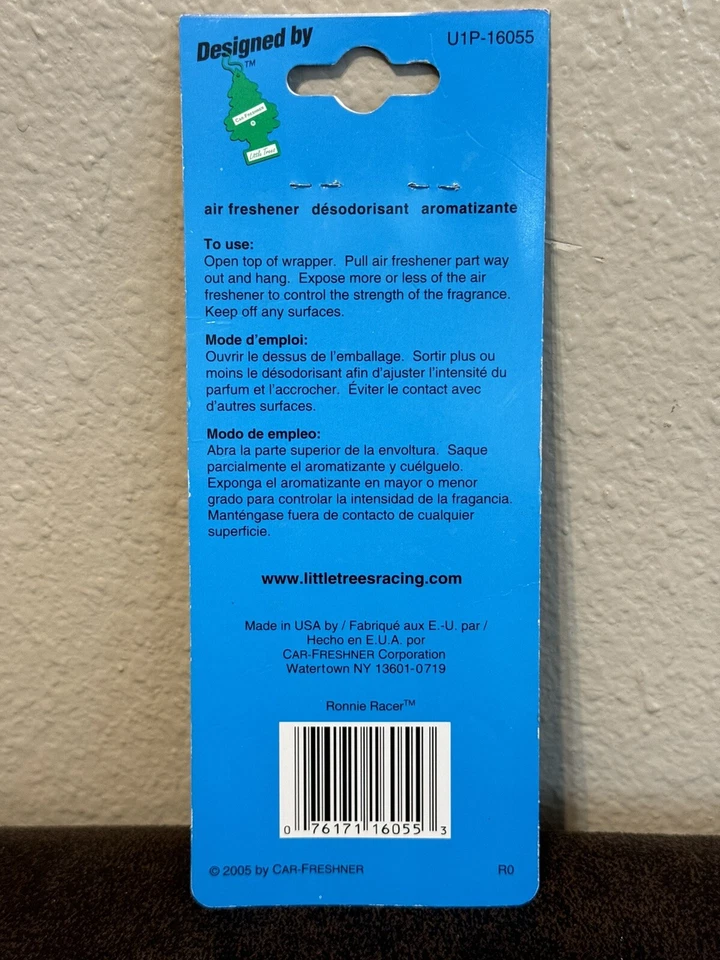 Designed by
U1P-16055
TM
CAR-FRESHNER
Little Trees
air freshener désodorisant aromatizante
To use:
Open top of wrapper. Pull air freshener part way
out and hang. Expose more or less of the air
freshener to control the strength of the fragrance.
Keep off any surfaces.
Mode d'emploi:
Ouvrir le dessus de l'emballage. Sortir plus ou
moins le désodorisant afin d'ajuster l'intensité du
parfum et l'accrocher. Éviter le contact avec
d'autres surfaces.
Modo de empleo:
Abra la parte superior de la envoltura. Saque
parcialmente el aromatizante y cuélguelo.
Exponga el aromatizante en mayor o menor
grado para controlar la intensidad de la fragancia.
Manténgase fuera de contacto de cualquier
superficie.
www.littletreesracing.com
Made in USA by / Fabriqué aux E.-U. par /
Hecho en E.U.A. por
CAR-FRESHNER Corporation
Watertown NY 13601-0719
Ronnie Racer™
0 76171 16055 3
© 2005 by CAR-FRESHNER
R0